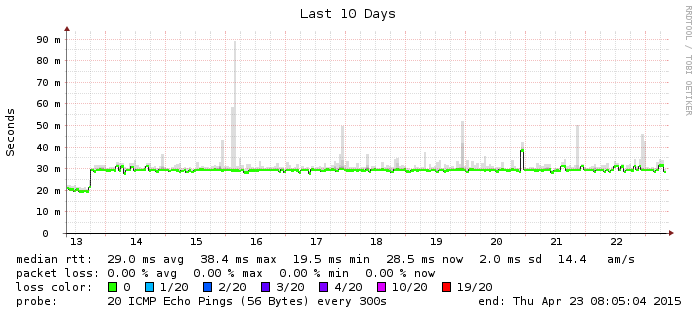 Last 10 Days
RRDTOOL / TOBI OETIKER
Seconds
90 m
80 m
70 m
60 m
50 m
40 m
30 m
20 m
10 m
0
13 14 15 16 17 18 19 20 21 22
median rtt: 29.0 ms avg 38.4 ms max 19.5 ms min 28.5 ms now 2.0 ms sd 14.4 am/s
packet loss: 0.00 % avg 0.00 % max 0.00 % min 0.00 % now
loss color: 0 1/20 2/20 3/20 4/20 10/20 19/20
probe: 20 ICMP Echo Pings (56 Bytes) every 300s end: Thu Apr 23 08:05:04 2015